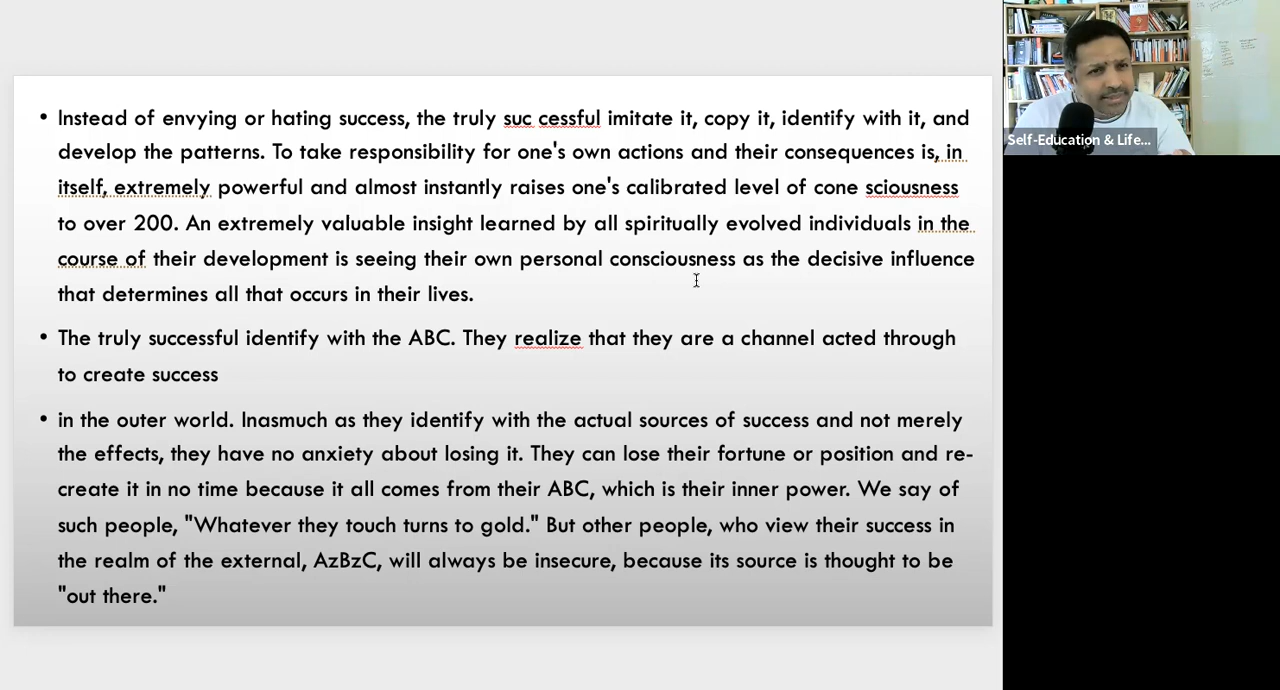 • Instead of envying or hating success, the truly suc cessful imitate it, copy it, identify with it, and
develop the patterns. To take responsibility for one's own actions and their consequences is, in
itself, extremely powerful and almost instantly raises one's calibrated level of cone sciousness
to over 200. An extremely valuable insight learned by all spiritually evolved individuals in the
course of their development is seeing their own personal consciousness as the decisive influence
that determines all that occurs in their lives.
• The truly successful identify with the ABC. They realize that they are a channel acted through
to create success
• in the outer world. Inasmuch as they identify with the actual sources of success and not merely
the effects, they have no anxiety about losing it. They can lose their fortune or position and re-
create it in no time because it all comes from their ABC, which is their inner power. We say of
such people, "Whatever they touch turns to gold." But other people, who view their success in
the realm of the external, AzBzC, will always be insecure, because its source is thought to be
"out there."
Self-Education & Life...